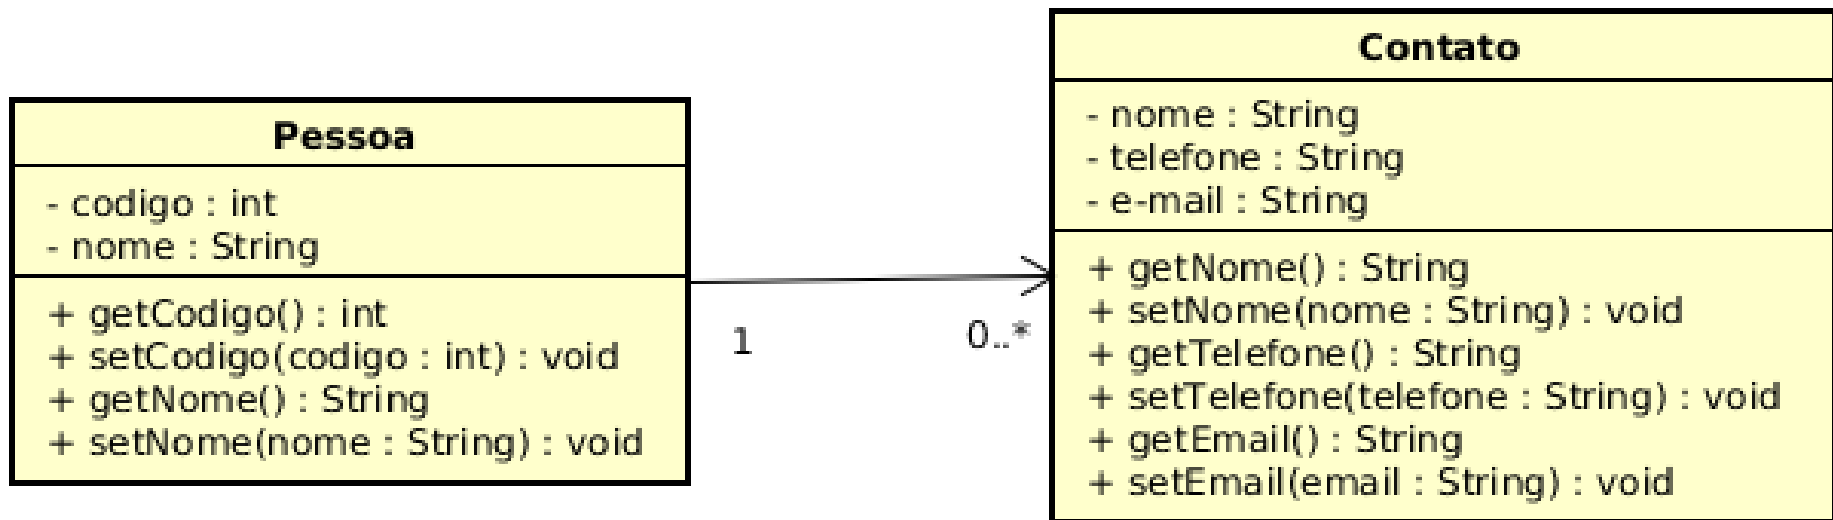 Pessoa
- codigo : int
- nome : String
+ getCodigo() : int
+ setCodigo(codigo : int) : void
+ getNome() : String
+ setNome(nome : String) : void
1
0..*
Contato
- nome : String
- telefone : String
- e-mail : String
+ getNome() : String
+ setNome(nome : String) : void
+ getTelefone() : String
+ setTelefone(telefone : String) : void
+ getEmail() : String
+ setEmail(email : String) : void